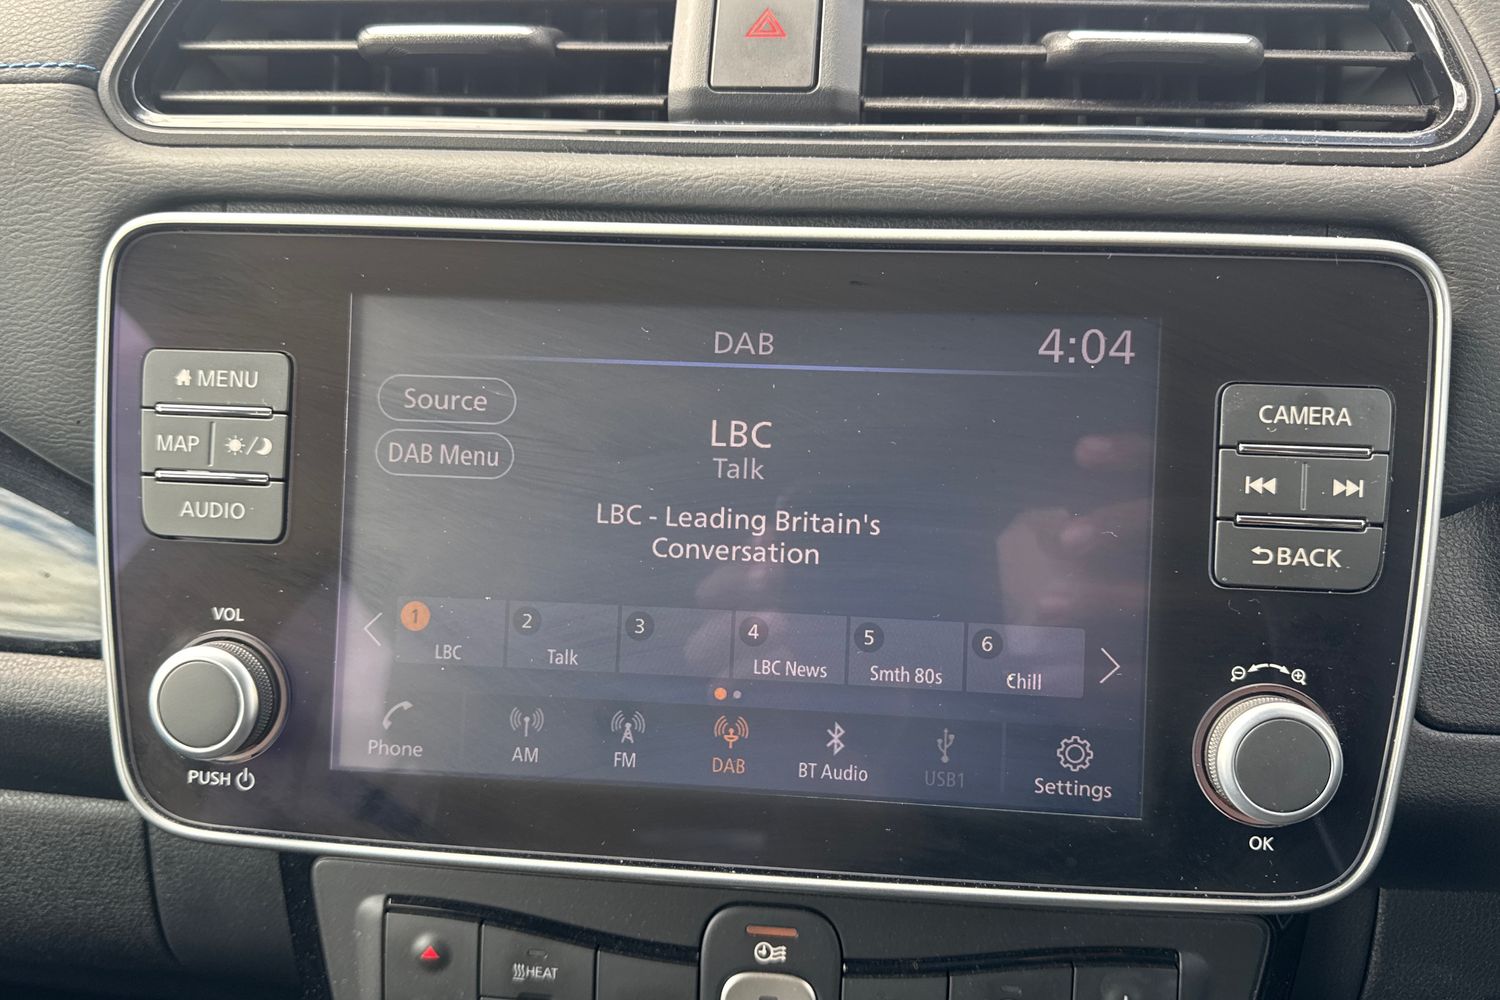 DAB
4:04
MENU
MAP
AUDIO
Source
DAB Menu
LBC
Talk
LBC - Leading Britain's
Conversation
CAMERA
BACK
1
LBC
2
Talk
3
4
LBC News
5
Smth 80s
6
Chill
VOL
PUSH
Phone
AM
FM
DAB
BT Audio
USB1
Settings
OK
HEAT